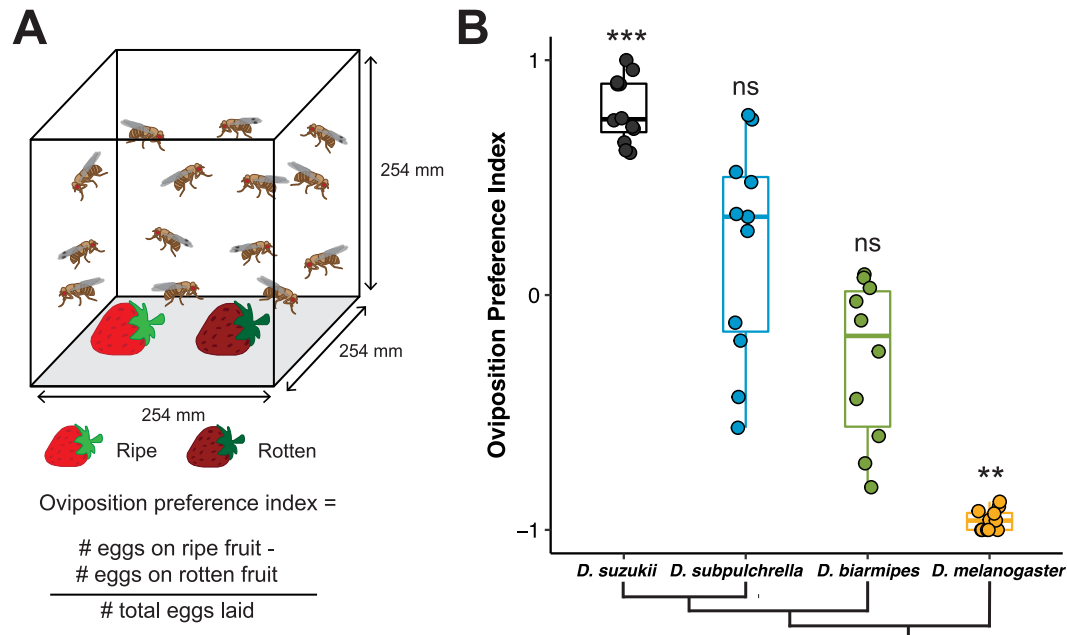 A
254 mm
254 mm
254 mm
Ripe
Rotten
Oviposition preference index =
# eggs on ripe fruit -
# eggs on rotten fruit
# total eggs laid
B
Oviposition Preference Index
1
0
−1
***
ns
ns
**
D. suzukii D. subpulchrella D. biarmipes D. melanogaster